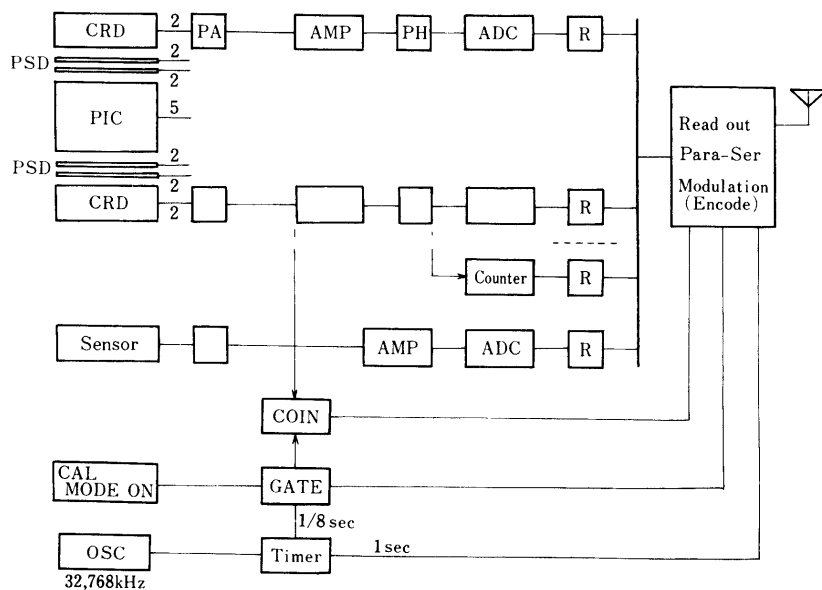 CRD 2 PA AMP PH ADC R
PSD 2
2
PIC 5
PSD 2
2
CRD 2 R
Read out
Para-Ser
Modulation
(Encode)
Counter R
Sensor AMP ADC R
COIN
CAL
MODE ON
GATE
1/8 sec
OSC Timer 1sec
32,768kHz